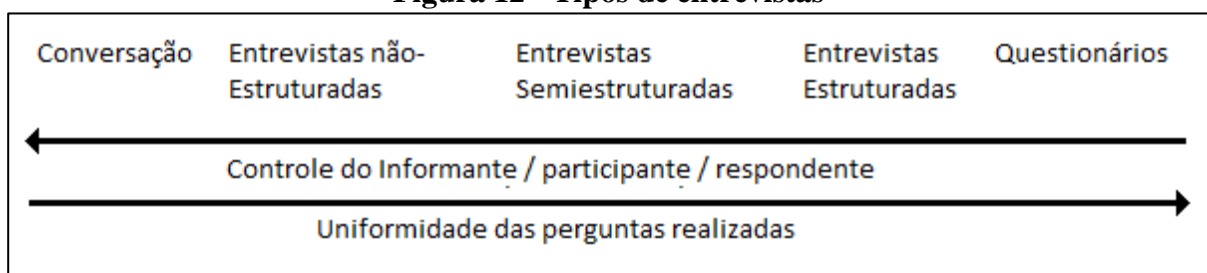 Figura 12 – Tipos de entrevistas
Conversação Entrevistas não- Entrevistas Entrevistas Questionários
Estruturadas Semiestruturadas Estruturadas
Controle do Informante / participante / respondente
Uniformidade das perguntas realizadas